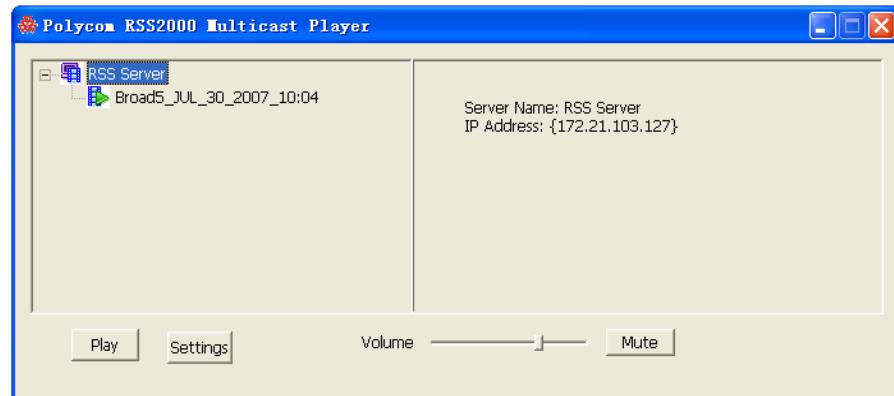 Polycom RSS2000 Multicast Player
RSS Server
Broad5_JUL_30_2007_10:04
Server Name: RSS Server
IP Address: {172.21.103.127}
Play
Settings
Volume
Mute